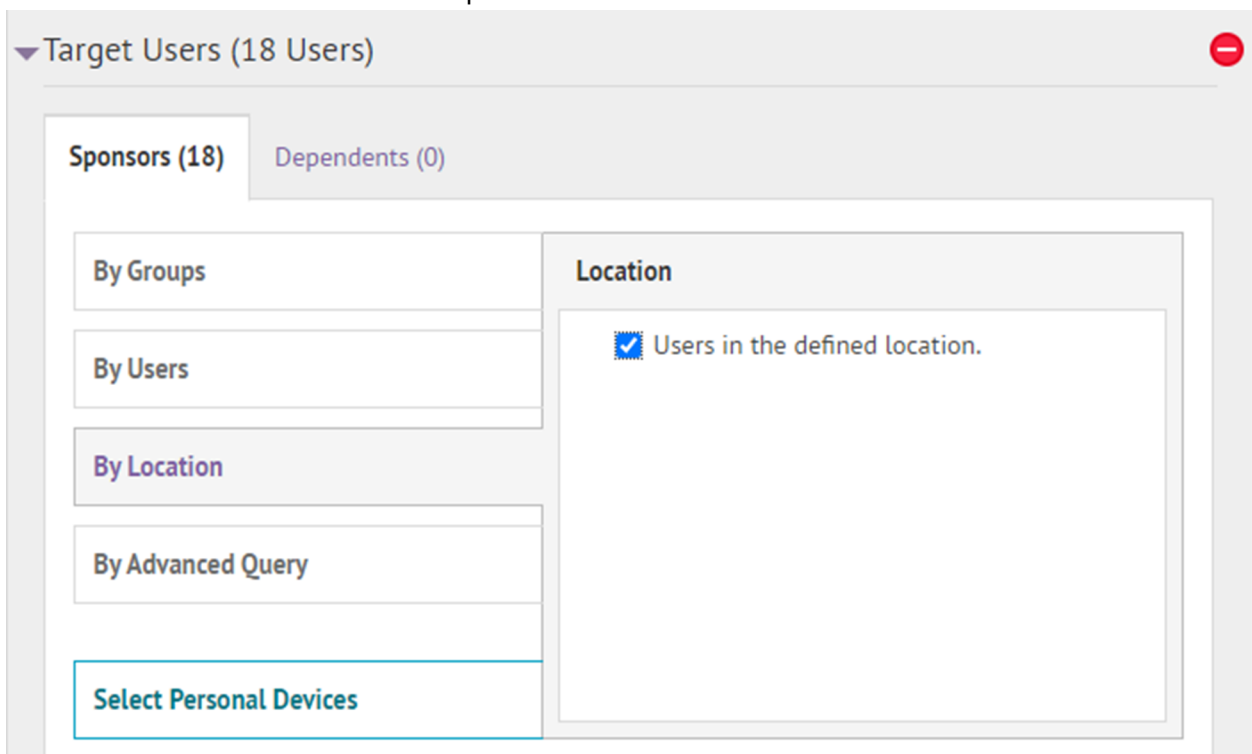 Target Users (18 Users)
Sponsors (18)
Dependents (0)
By Groups
By Users
By Location
By Advanced Query
Select Personal Devices
Location
Users in the defined location.